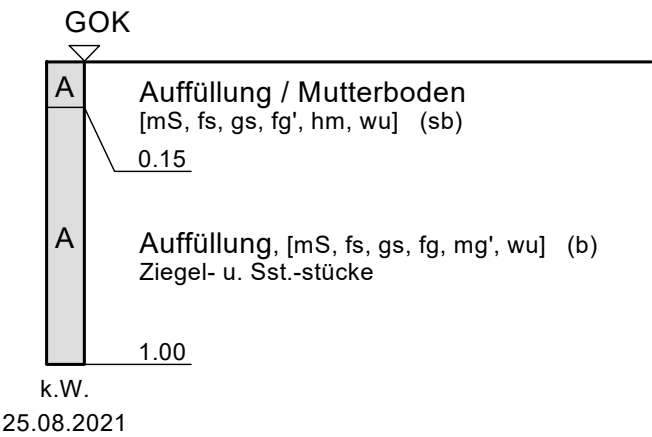 GOK
A
Auffüllung / Mutterboden
[mS, fs, gs, fg', hm, wu] (sb)
0.15
A
Auffüllung, [mS, fs, gs, fg, mg', wu] (b)
Ziegel- u. Sst.-stücke
1.00
k.W.
25.08.2021